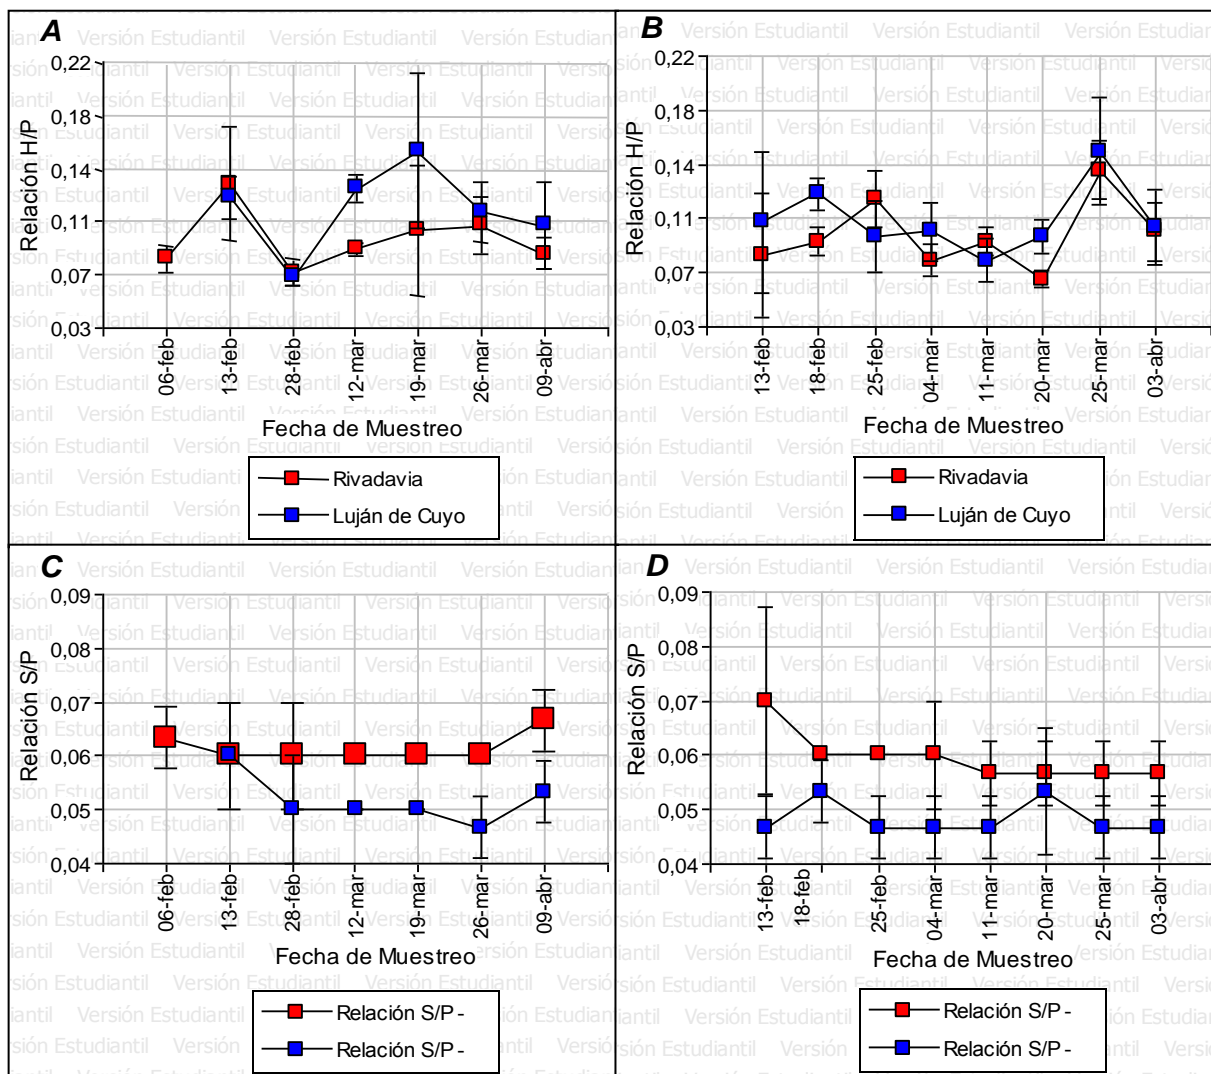 A
Relación H/P
0,22
0,18
0,14
0,11
0,07
0,03
06-feb
13-feb
28-feb
12-mar
19-mar
26-mar
09-abr
Fecha de Muestreo
Rivadavia
Luján de Cuyo
B
Relación H/P
0,22
0,18
0,14
0,11
0,07
0,03
13-feb
18-feb
25-feb
04-mar
11-mar
20-mar
25-mar
03-abr
Fecha de Muestreo
Rivadavia
Luján de Cuyo
C
Relación S/P
0,09
0,08
0,07
0,06
0,05
0,04
06-feb
13-feb
28-feb
12-mar
19-mar
26-mar
09-abr
Fecha de Muestreo
Relación S/P -
Relación S/P -
D
Relación S/P
0,09
0,08
0,07
0,06
0,05
0,04
13-feb
18-feb
25-feb
04-mar
11-mar
20-mar
25-mar
03-abr
Fecha de Muestreo
Relación S/P -
Relación S/P -
Versión Estudiantil